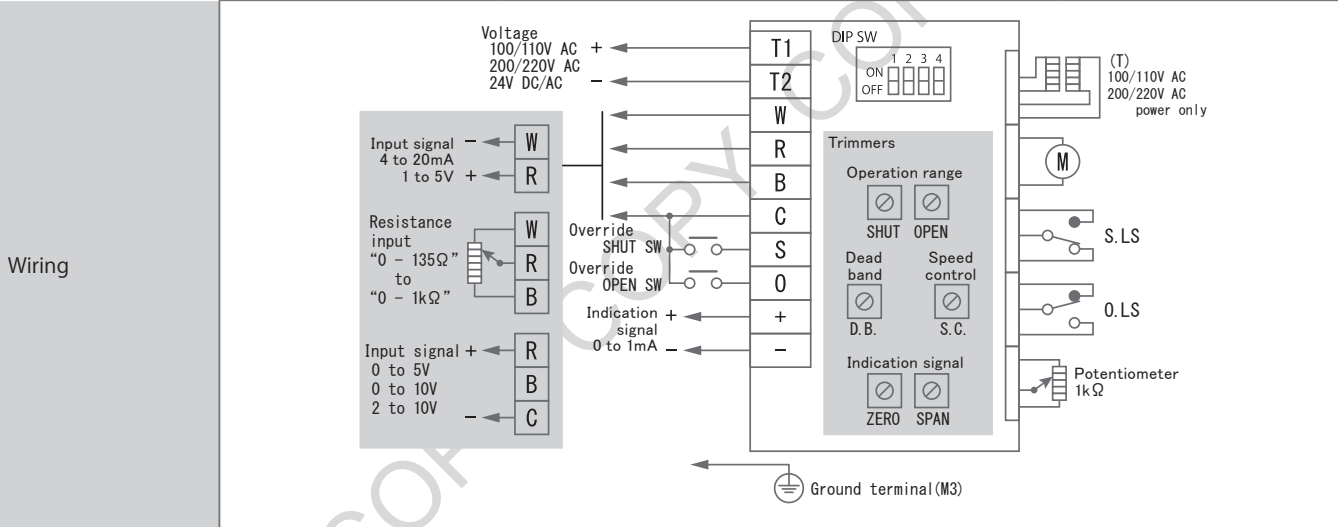 Wiring
Voltage
100/110V AC +
200/220V AC
24V DC/AC −
Input signal −
4 to 20mA
1 to 5V +
W
R
Resistance
input
“0 − 135Ω”
to
“0 − 1kΩ”
W
R
B
Input signal +
0 to 5V
0 to 10V
2 to 10V
−
R
B
C
Override
SHUT SW
Override
OPEN SW
Indication +
signal
0 to 1mA −
T1
T2
W
R
B
C
S
O
+
−
DIP SW
1 2 3 4
ON
OFF
Trimmers
Operation range
SHUT OPEN
Dead
band
D.B.
Speed
control
S.C.
Indication signal
ZERO SPAN
(T)
100/110V AC
200/220V AC
power only
M
S.LS
O.LS
Potentiometer
1kΩ
Ground terminal(M3)
COPY
COPY
COPY